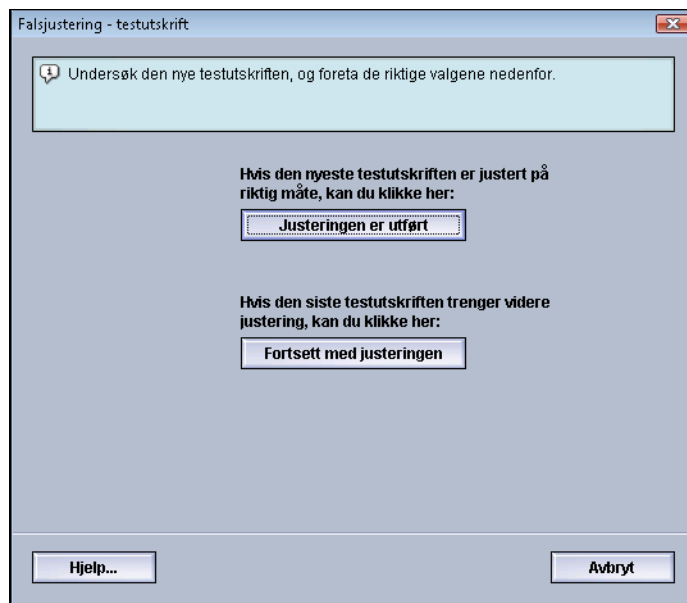 Falsjustering - testutskrift
Undersøk den nye testutskriften, og foreta de riktige valgene nedenfor.
Hvis den nyeste testutskriften er justert på
riktig måte, kan du klikke her:
Justeringen er utført
Hvis den siste testutskriften trenger videre
justering, kan du klikke her:
Fortsett med justeringen
Hjelp...
Avbryt